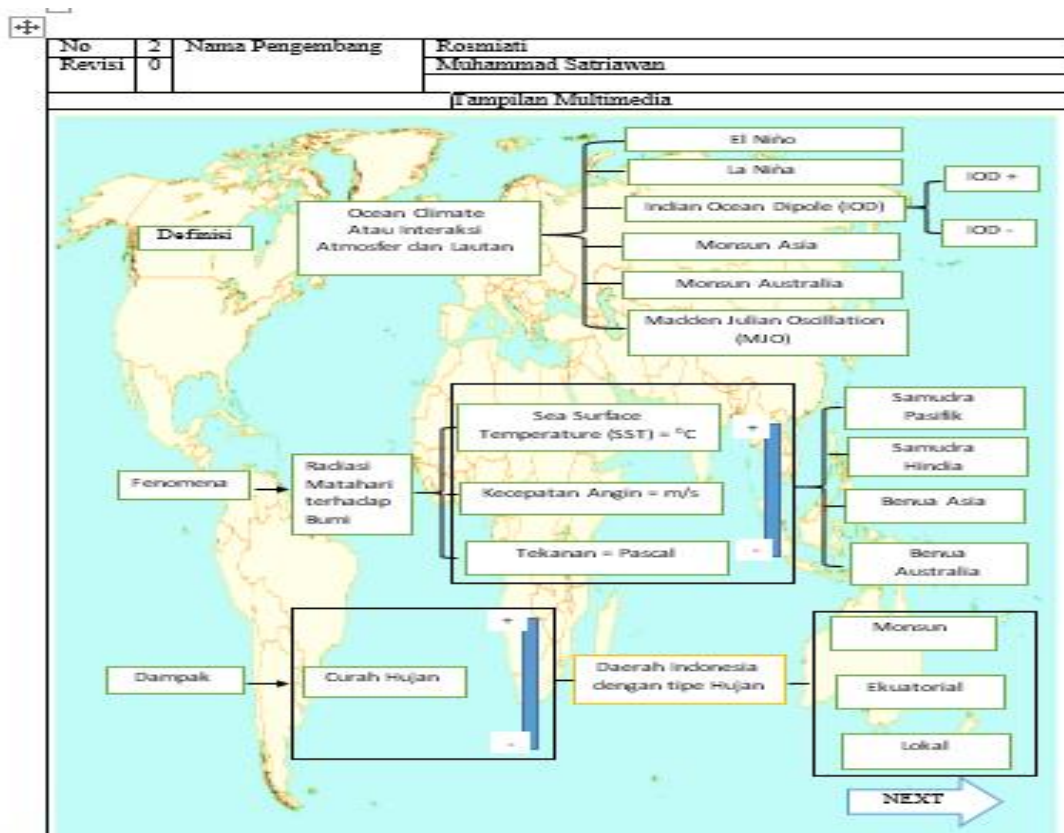 No 2 Nama Pengembang Rosmiati
Revisi 0 Muhammad Satriawan
Tampilan Multimedia
Definisi
Ocean Climate
Atau Interaksi
Atmosfer dan Lautan
El Niño
La Niña
Indian Ocean Dipole (IOD)
IOD +
IOD -
Monsun Asia
Monsun Australia
Madden Julian Oscillation
(MJO)
Fenomena
Radiasi
Matahari
terhadap
Bumi
Sea Surface
Temperature (SST) = °C
Kecepatan Angin = m/s
Tekanan = Pascal
+
-
Samudra
Pasifik
Samudra
Hindia
Benua Asia
Benua
Australia
Dampak
Curah Hujan
+
-
Daerah Indonesia
dengan tipe Hujan
Monsun
Ekuatorial
Lokal
NEXT